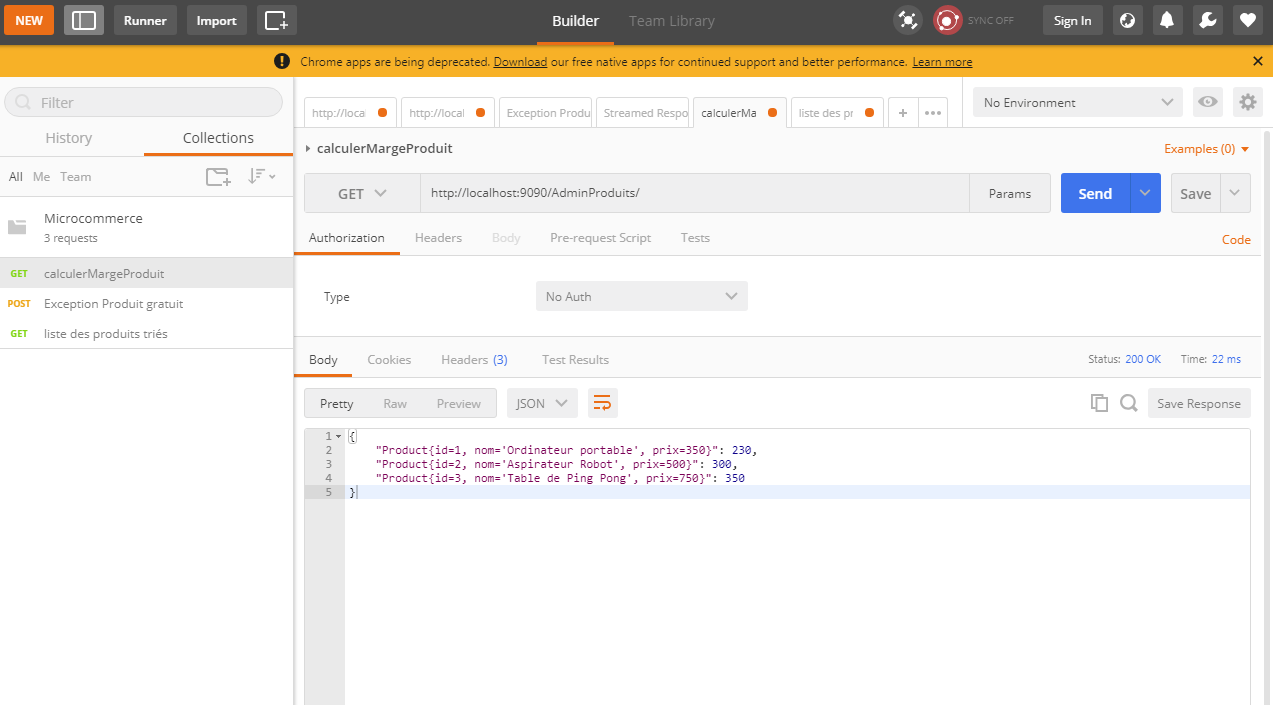 NEW Runner Import Builder Team Library SYNC OFF Sign In
Chrome apps are being deprecated. Download our free native apps for continued support and better performance. Learn more
Filter
History Collections
All Me Team
Microcommerce
3 requests
GET calculerMargeProduit
POST Exception Produit gratuit
GET liste des produits triés
http://loca http://local Exception Produ Streamed Respo calculerMa liste des pr + •••
No Environment
calculerMargeProduit
Examples (0)
GET http://localhost:9090/AdminProduits/ Params Send Save
Authorization Headers Body Pre-request Script Tests Code
Type No Auth
Body Cookies Headers (3) Test Results Status: 200 OK Time: 22 ms
Pretty Raw Preview JSON Save Response
1 {
2 "Product{id=1, nom='Ordinateur portable', prix=350}": 230,
3 "Product{id=2, nom='Aspirateur Robot', prix=500}": 300,
4 "Product{id=3, nom='Table de Ping Pong', prix=750}": 350
5 }